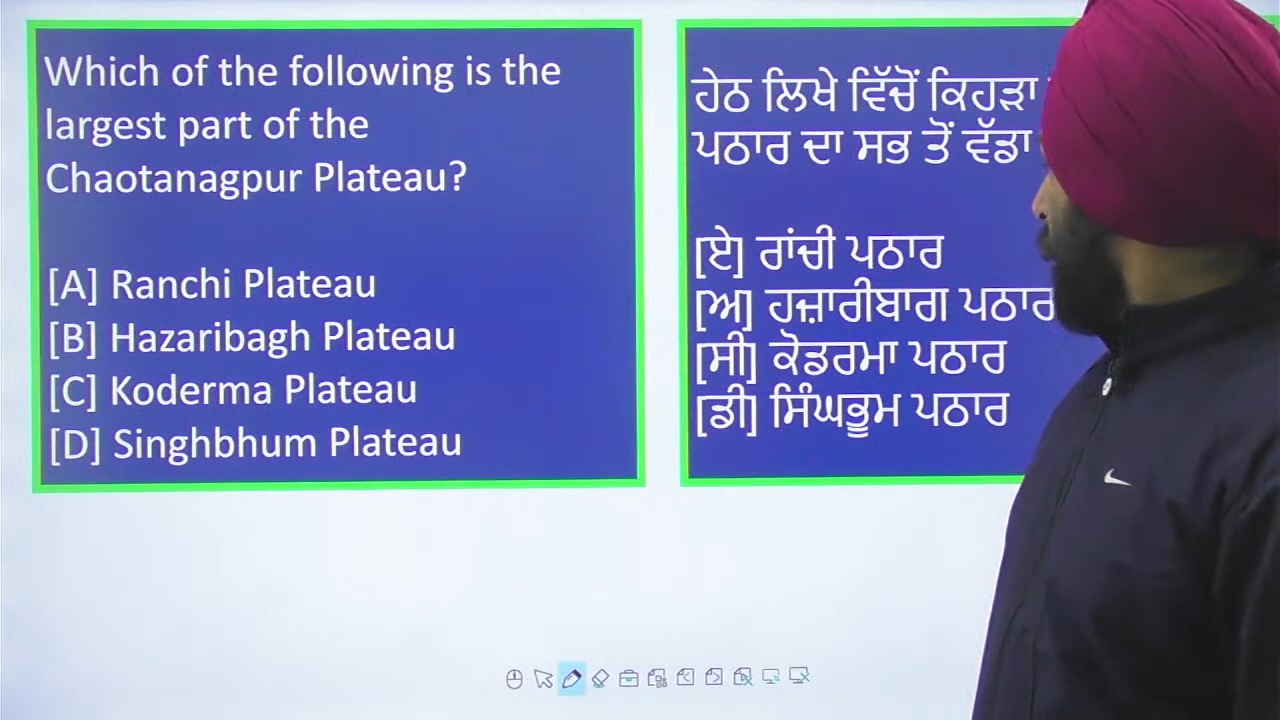 Which of the following is the
largest part of the
Chaotanagpur Plateau?
[A] Ranchi Plateau
[B] Hazaribagh Plateau
[C] Koderma Plateau
[D] Singhbhum Plateau
ਹੇਠ ਲਿਖੇ ਵਿੱਚੋਂ ਕਿਹੜਾ
ਪਠਾਰ ਦਾ ਸਭ ਤੋਂ ਵੱਡਾ
[ਏ] ਰਾਂਚੀ ਪਠਾਰ
[ਅ] ਹਜ਼ਾਰੀਬਾਗ ਪਠਾਰ
[ਸੀ] ਕੋਡਰਮਾ ਪਠਾਰ
[ਡੀ] ਸਿੰਘਭੂਮ ਪਠਾਰ